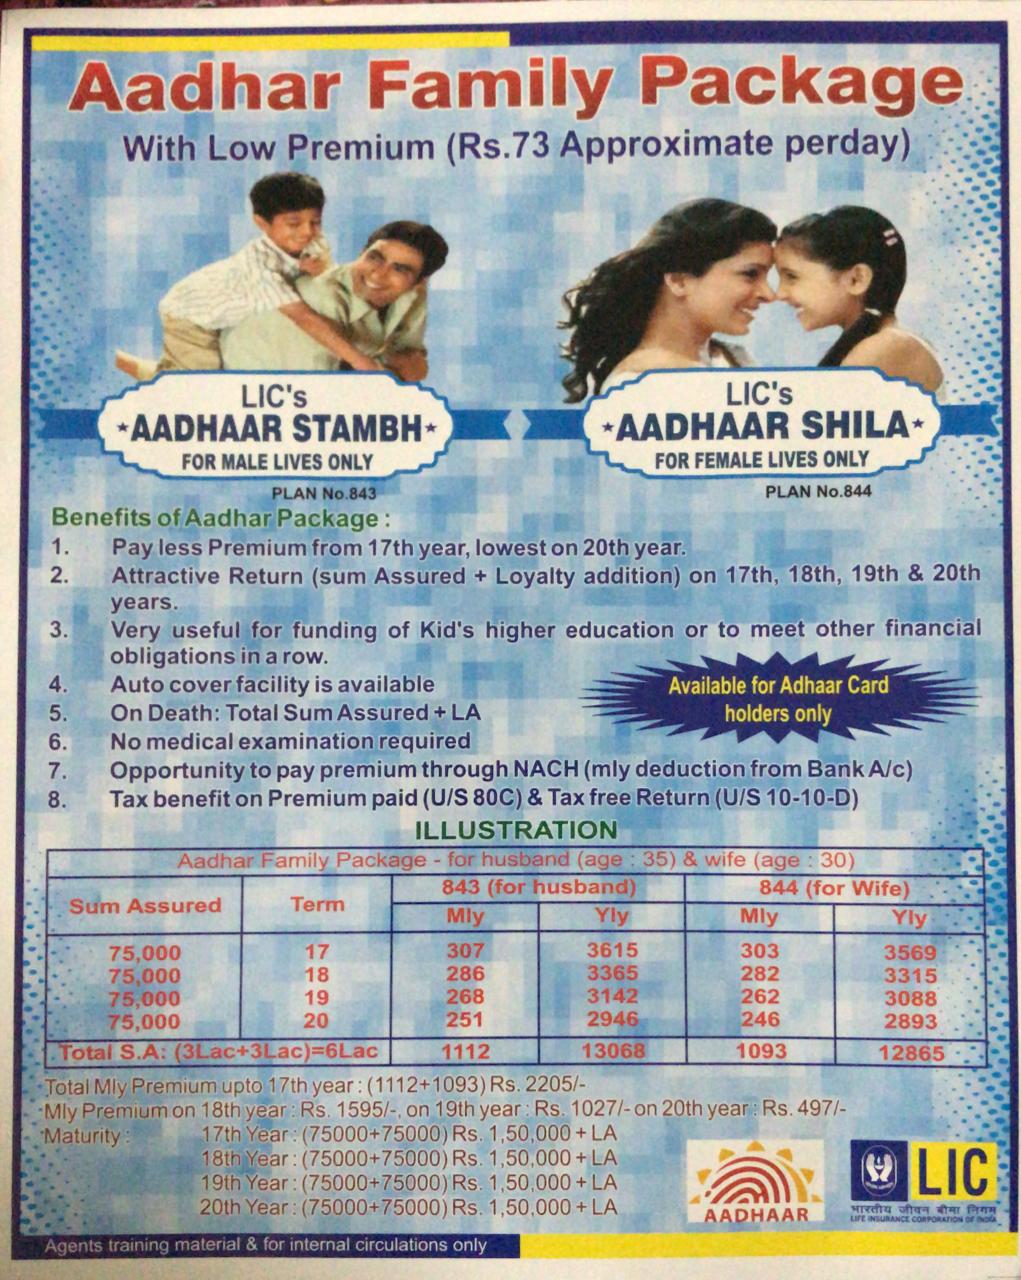 Aadhar Family Package
With Low Premium (Rs.73 Approximate perday)
LIC's
★AADHAAR STAMBH★
FOR MALE LIVES ONLY
PLAN No.843
LIC's
★AADHAAR SHILA★
FOR FEMALE LIVES ONLY
PLAN No.844
Benefits of Aadhar Package :
1. Pay less Premium from 17th year, lowest on 20th year.
2. Attractive Return (sum Assured + Loyalty addition) on 17th, 18th, 19th & 20th
years.
3. Very useful for funding of Kid's higher education or to meet other financial
obligations in a row.
4. Auto cover facility is available
5. On Death: Total Sum Assured + LA
6. No medical examination required
7. Opportunity to pay premium through NACH (mly deduction from Bank A/c)
8. Tax benefit on Premium paid (U/S 80C) & Tax free Return (U/S 10-10-D)
Available for Adhaar Card
holders only
ILLUSTRATION
Aadhar Family Package - for husband (age : 35) & wife (age : 30)
Sum Assured Term 843 (for husband) 844 (for Wife)
Mly Yly Mly Yly
75,000 17 307 3615 303 3569
75,000 18 286 3365 282 3315
75,000 19 268 3142 262 3088
75,000 20 251 2946 246 2893
Total S.A: (3Lac+3Lac)=6Lac 1112 13068 1093 12865
Total Mly Premium upto 17th year : (1112+1093) Rs. 2205/-
Mly Premium on 18th year : Rs. 1595/-, on 19th year : Rs. 1027/- on 20th year : Rs. 497/-
Maturity : 17th Year : (75000+75000) Rs. 1,50,000 + LA
18th Year : (75000+75000) Rs. 1,50,000 + LA
19th Year : (75000+75000) Rs. 1,50,000 + LA
20th Year : (75000+75000) Rs. 1,50,000 + LA
AADHAAR
LIC
भारतीय जीवन बीमा निगम
LIFE INSURANCE CORPORATION OF INDIA
Agents training material & for internal circulations only